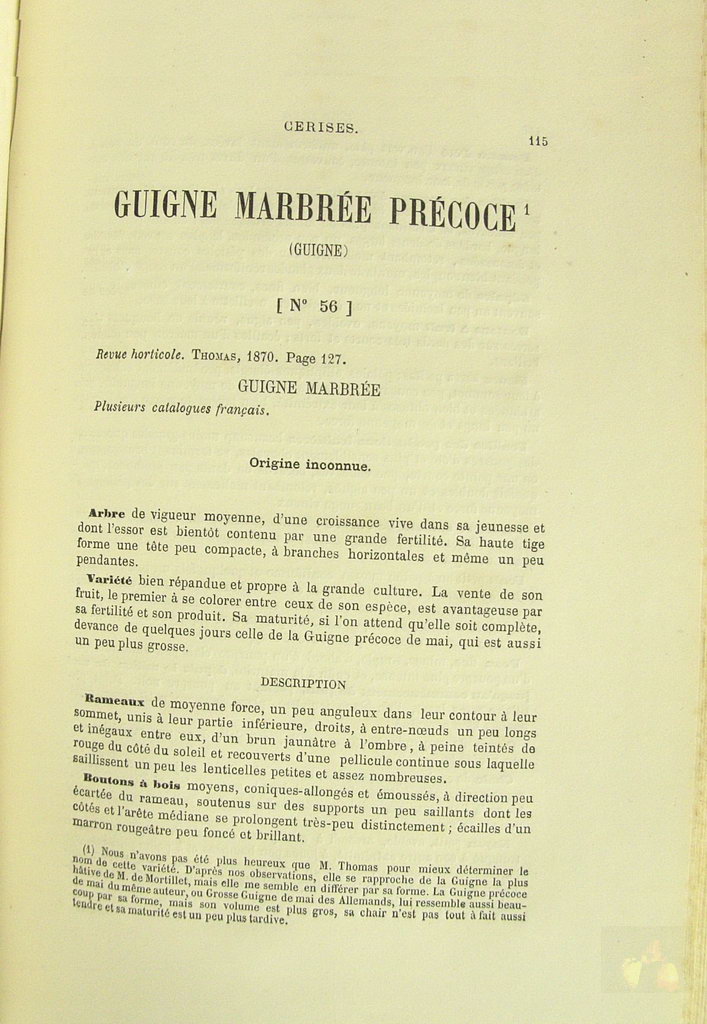 CERISES.
115
GUIGNE MARBRÉE PRÉCOCE 1
(GUIGNE)
[ N° 56 ]
Revue horticole. THOMAS, 1870. Page 127.
GUIGNE MARBRÉE
Plusieurs catalogues français.
Origine inconnue.
Arbre de vigueur moyenne, d'une croissance vive dans sa jeunesse et
dont l'essor est bientôt contenu par une grande fertilité. Sa haute tige
forme une tête peu compacte, à branches horizontales et même un peu
pendantes.
Variété bien répandue et propre à la grande culture. La vente de son
fruit, le premier à se colorer entre ceux de son espèce, est avantageuse par
sa fertilité et son produit. Sa maturité, si l'on attend qu'elle soit complète,
devance de quelques jours celle de la Guigne précoce de mai, qui est aussi
un peu plus grosse.
DESCRIPTION
Rameaux de moyenne force, un peu anguleux dans leur contour à leur
sommet, unis à leur partie inférieure, droits, à entre-nœuds un peu longs
et inégaux entre eux, d'un brun jaunâtre à l'ombre, à peine teintés de
rouge du côté du soleil et recouverts d'une pellicule continue sous laquelle
saillissent un peu les lenticelles petites et assez nombreuses.
Boutons à bois moyens, coniques-allongés et émoussés, à direction peu
écartée du rameau, soutenus sur des supports un peu saillants dont les
côtés et l'arête médiane se prolongent très-peu distinctement ; écailles d'un
marron rougeâtre peu foncé et brillant.
(1) Nous n'avons pas été plus heureux que M. Thomas pour mieux déterminer le
nom de cette variété. D'après nos observations, elle se rapproche de la Guigne la plus
hâtive de M. de Mortillet, mais elle me semble en différer par sa forme. La Guigne précoce
de mai du même auteur, ou Grosse Guigne de mai des Allemands, lui ressemble aussi beau-
coup par sa forme, mais son volume est plus gros, sa chair n'est pas tout à fait aussi
tendre et sa maturité est un peu plus tardive.